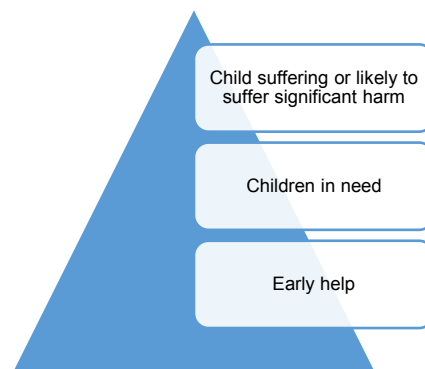 Child suffering or likely to
suffer significant harm
Children in need
Early help